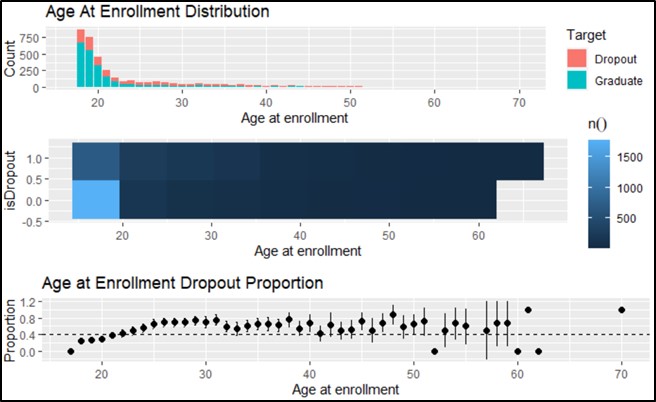 Age At Enrollment Distribution
Count
750
500
250
0
20 30 40 50 60 70
Age at enrollment
Target
Dropout
Graduate
isDropout
1.0
0.5
0.0
-0.5
20 30 40 50 60
Age at enrollment
n()
1500
1000
500
Age at Enrollment Dropout Proportion
Proportion
1.2
0.8
0.4
0.0
20 30 40 50 60 70
Age at enrollment